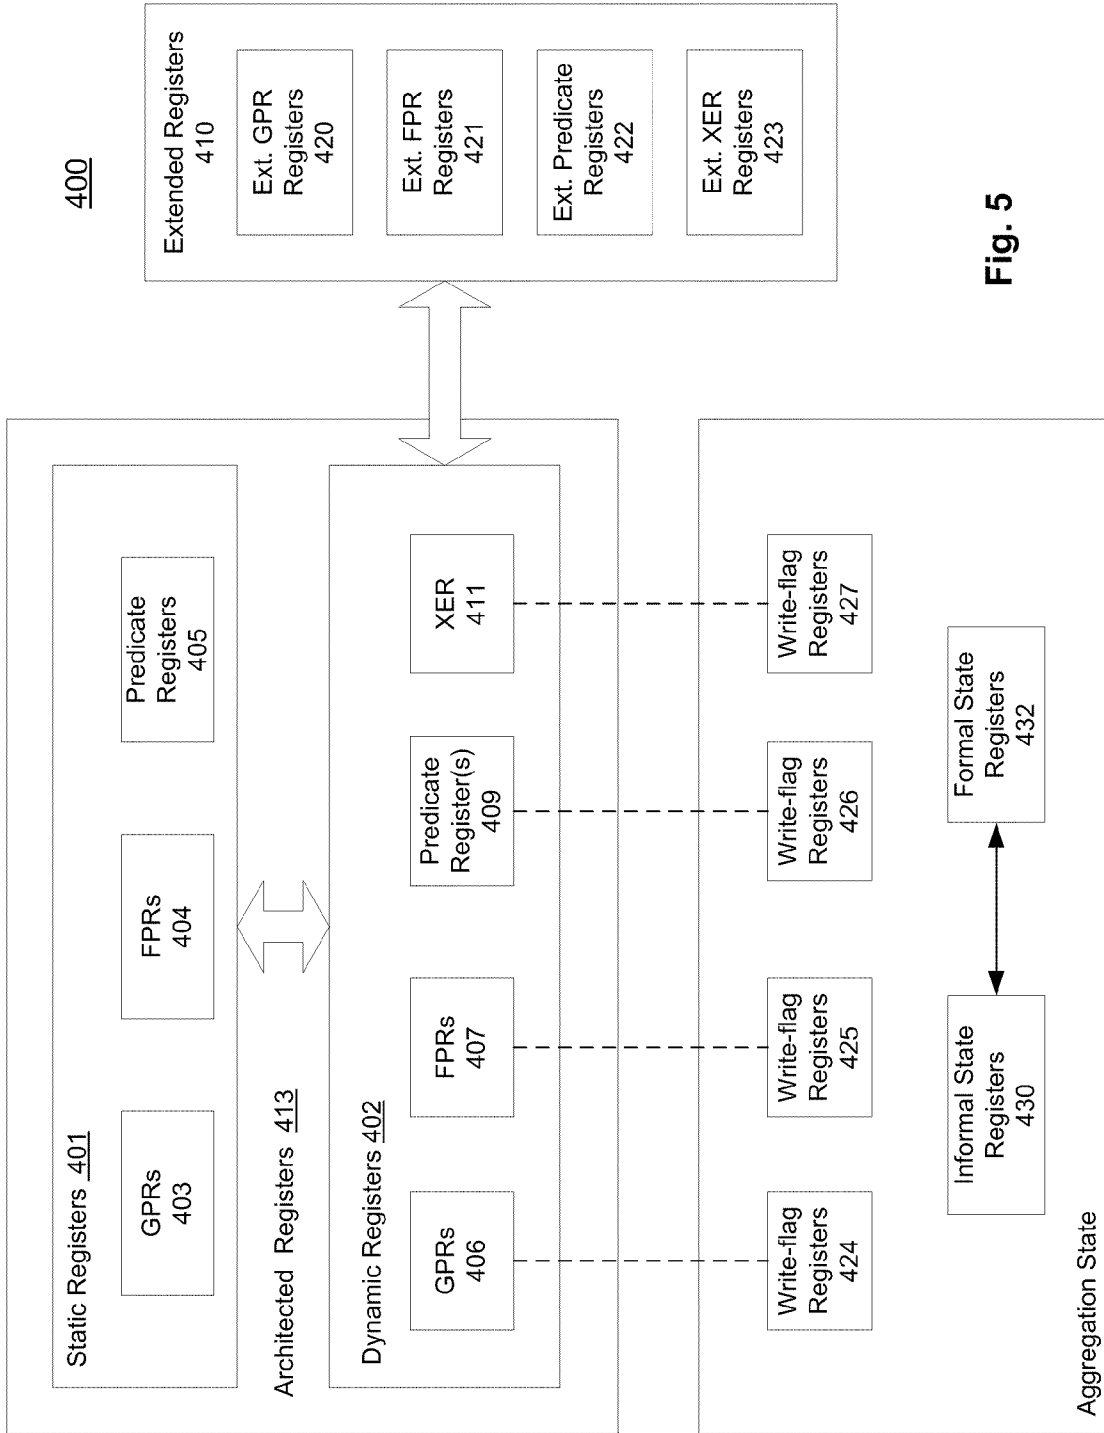 400
Static Registers 401
GPRs
403
FPRs
404
Predicate
Registers
405
Architected Registers 413
Dynamic Registers 402
GPRs
406
FPRs
407
Predicate
Register(s)
409
XER
411
Extended Registers
410
Ext. GPR
Registers
420
Ext. FPR
Registers
421
Ext. Predicate
Registers
422
Ext. XER
Registers
423
Write-flag
Registers
424
Write-flag
Registers
425
Write-flag
Registers
426
Write-flag
Registers
427
Informal State
Registers
430
Formal State
Registers
432
Aggregation State
Fig. 5